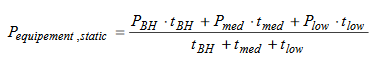 P_equipement ,static = (P_BH · t_BH + P_med · t_med + P_low · t_low) / (t_BH + t_med + t_low)